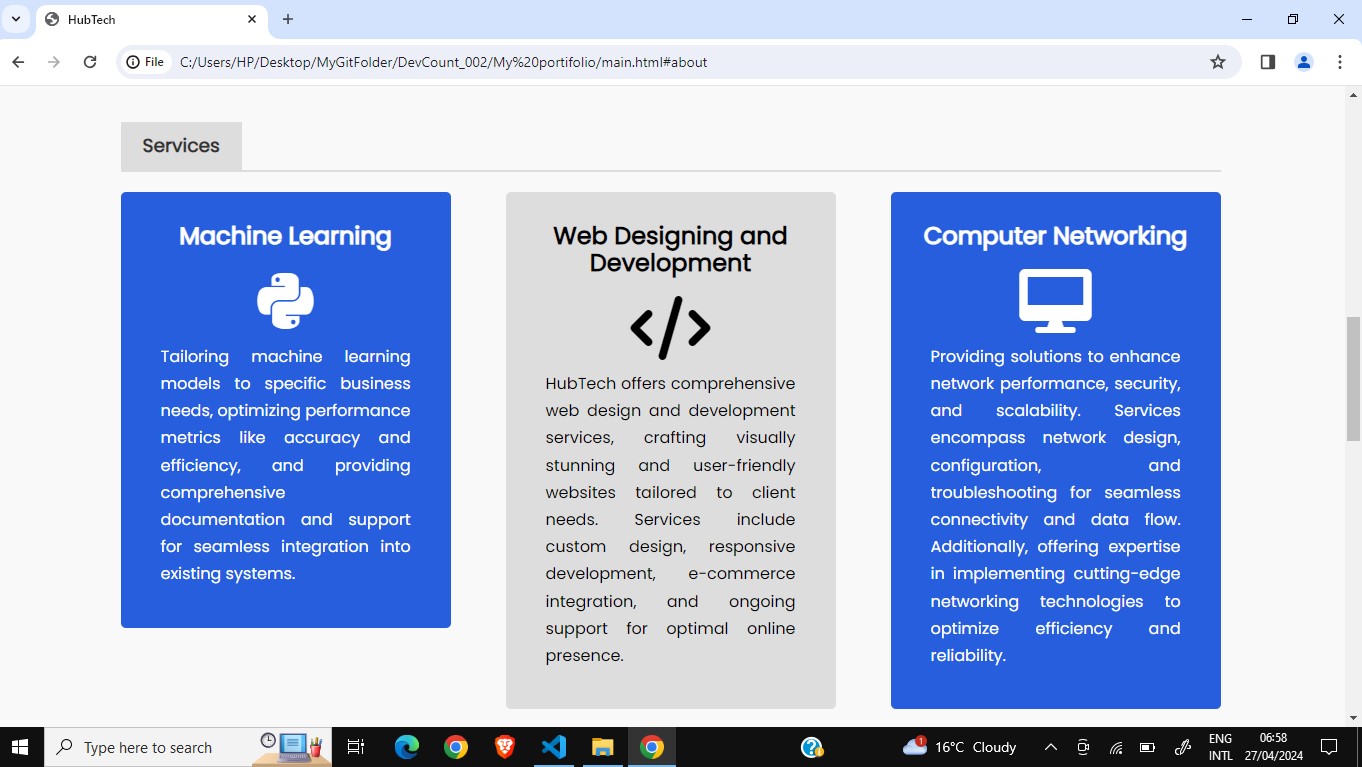 HubTech
File
C:/Users/HP/Desktop/MyGitFolder/DevCount_002/My%20portifolio/main.html#about
Services
Machine Learning
Tailoring machine learning
models to specific business
needs, optimizing performance
metrics like accuracy and
efficiency, and providing
comprehensive
documentation and support
for seamless integration into
existing systems.
Web Designing and
Development
</>
HubTech offers comprehensive
web design and development
services, crafting visually
stunning and user-friendly
websites tailored to client
needs. Services include
custom design, responsive
development, e-commerce
integration, and ongoing
support for optimal online
presence.
Computer Networking
Providing solutions to enhance
network performance, security,
and scalability. Services
encompass network design,
configuration, and
troubleshooting for seamless
connectivity and data flow.
Additionally, offering expertise
in implementing cutting-edge
networking technologies to
optimize efficiency and
reliability.
Type here to search
1
16°C Cloudy
ENG
INTL
06:58
27/04/2024